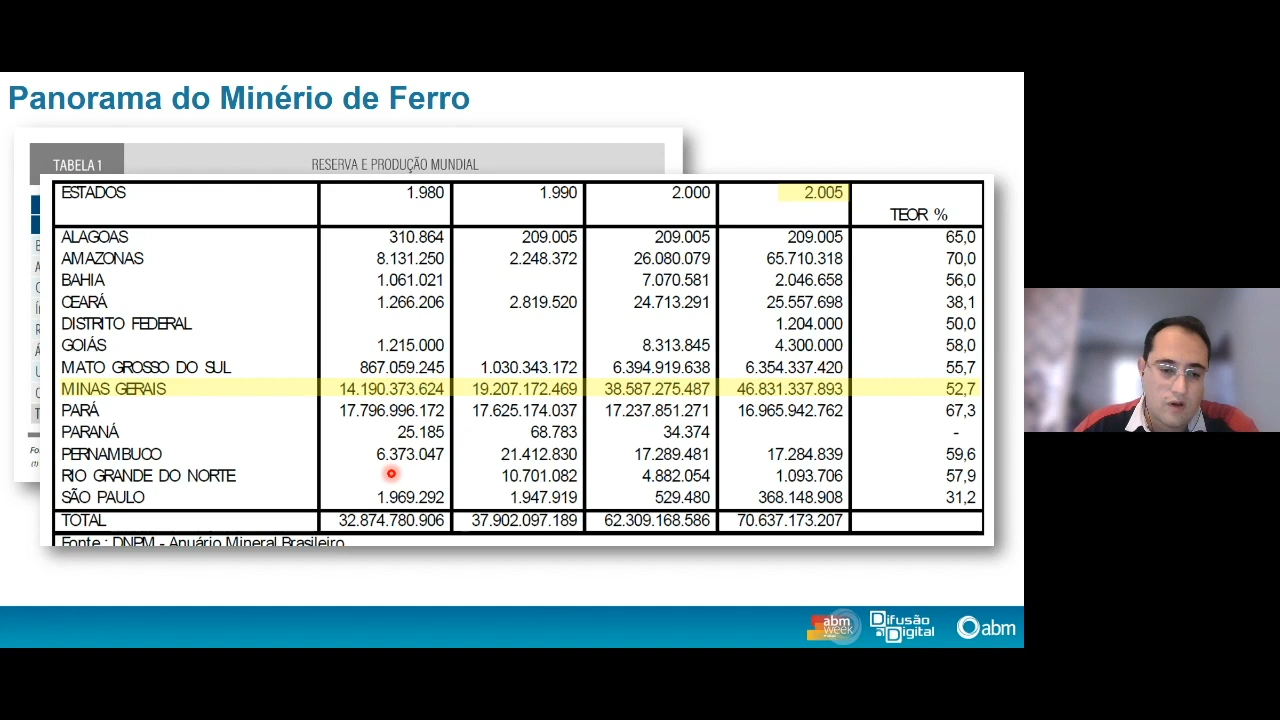 Panorama do Minério de Ferro
TABELA 1 RESERVA E PRODUÇÃO MUNDIAL
ESTADOS 1.980 1.990 2.000 2.005 TEOR %
ALAGOAS 310.864 209.005 209.005 209.005 65,0
AMAZONAS 8.131.250 2.248.372 26.080.079 65.710.318 70,0
BAHIA 1.061.021 7.070.581 2.046.658 56,0
CEARÁ 1.266.206 2.819.520 24.713.291 25.557.698 38,1
DISTRITO FEDERAL 1.204.000 50,0
GOIÁS 1.215.000 8.313.845 4.300.000 58,0
MATO GROSSO DO SUL 867.059.245 1.030.343.172 6.394.919.638 6.354.337.420 55,7
MINAS GERAIS 14.190.373.624 19.207.172.469 38.587.275.487 46.831.337.893 52,7
PARÁ 17.796.996.172 17.625.174.037 17.237.851.271 16.965.942.762 67,3
PARANÁ 25.185 68.783 34.374 -
PERNAMBUCO 6.373.047 21.412.830 17.289.481 17.284.839 59,6
RIO GRANDE DO NORTE 10.701.082 4.882.054 1.093.706 57,9
SÃO PAULO 1.969.292 1.947.919 529.480 368.148.908 31,2
TOTAL 32.874.780.906 37.902.097.189 62.309.168.586 70.637.173.207
Fonte : DNPM - Anuário Mineral Brasileiro
abm week
Difusão Digital
abm